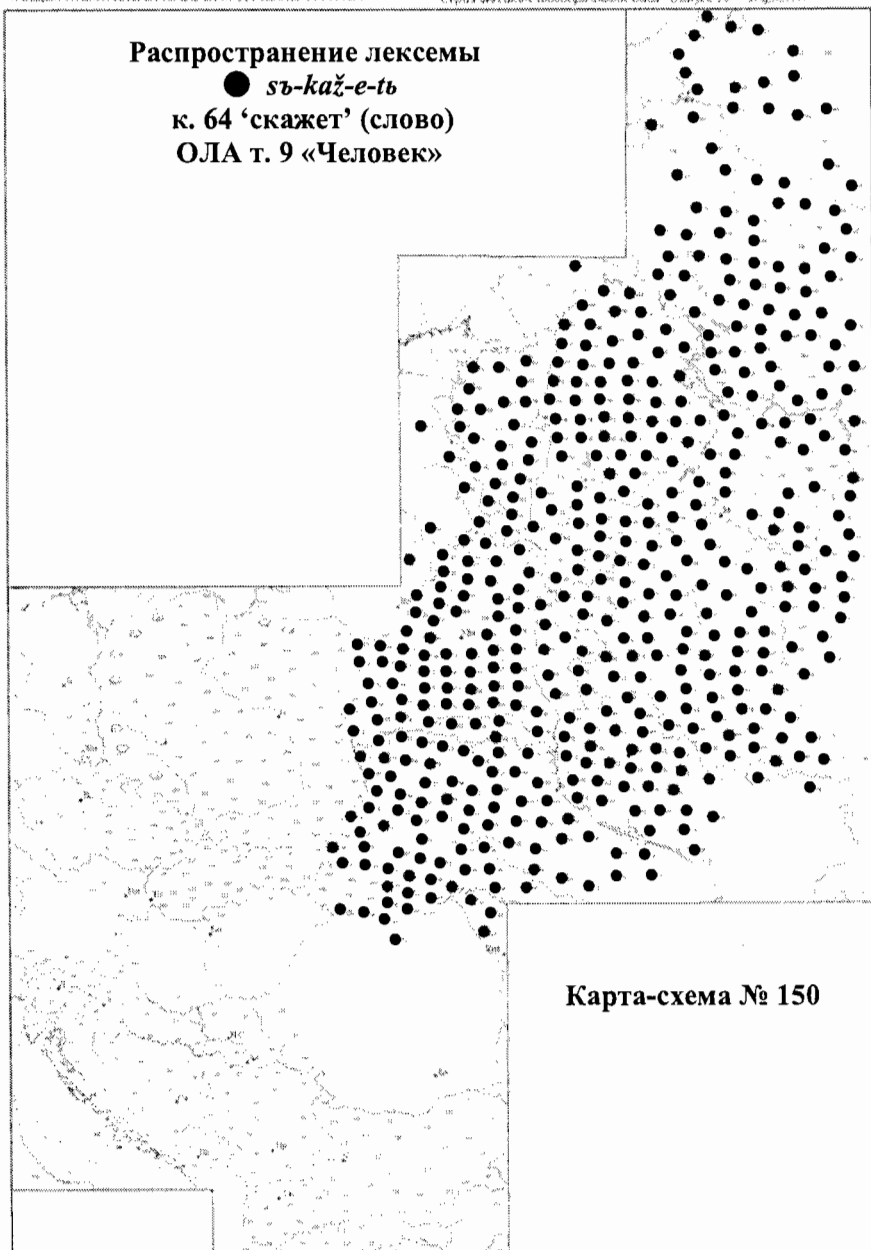 Распространение лексемы
sъ-kaž-e-tь
к. 64 ‘скажет’ (слово)
ОЛА т. 9 «Человек»
Карта-схема № 150